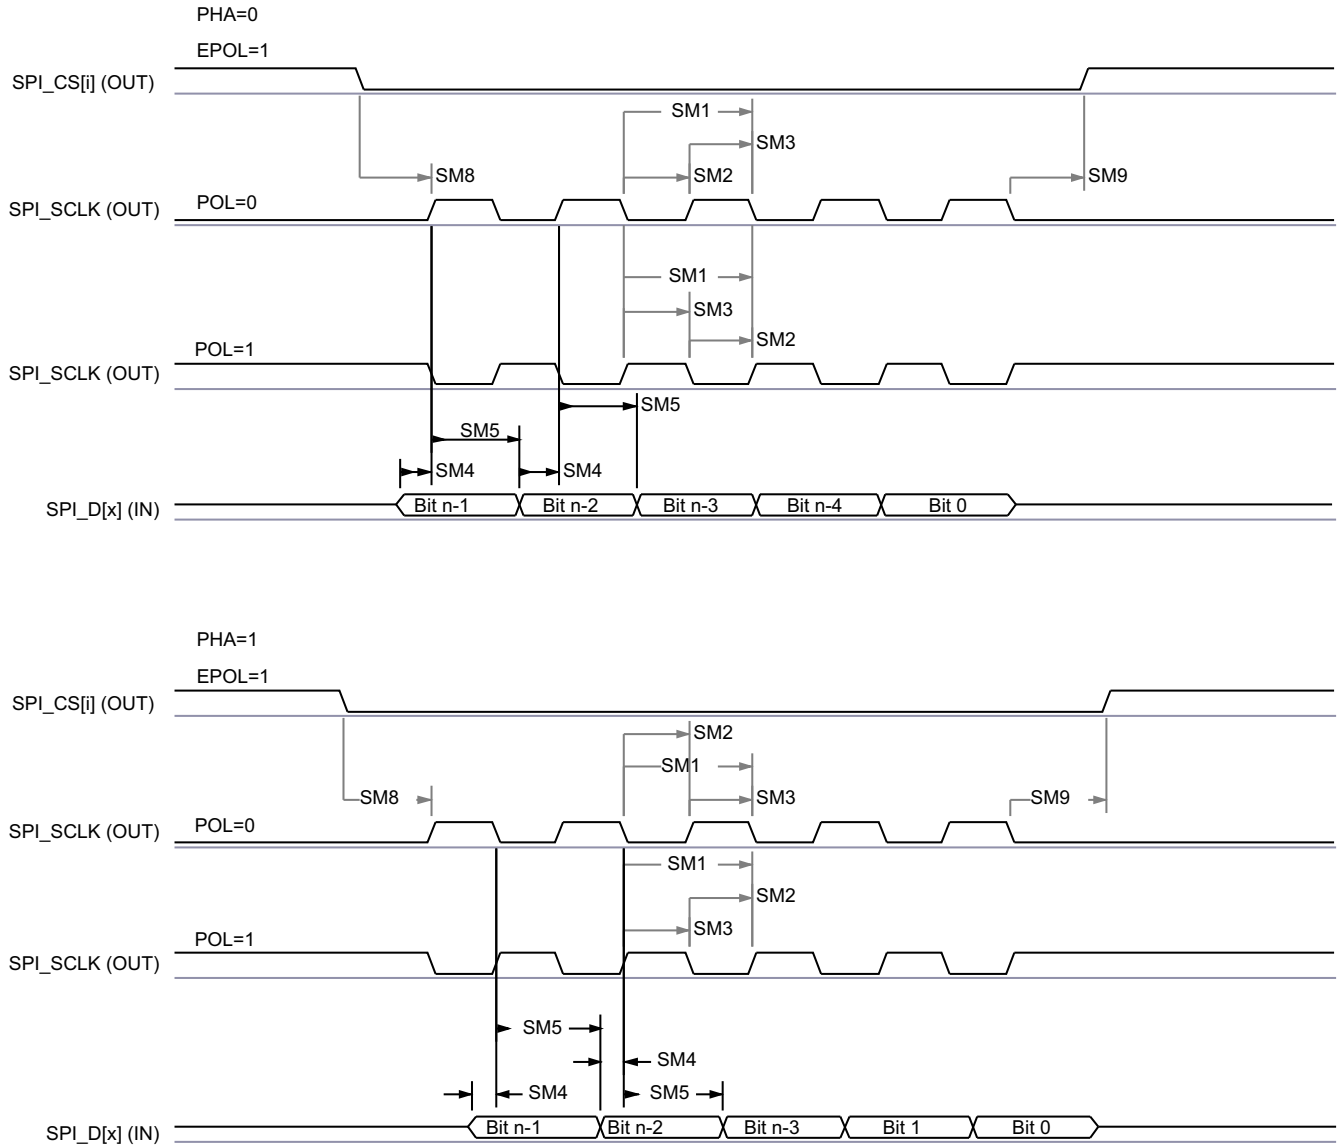 PHA=0
EPOL=1
SPI_CS[i] (OUT)
SM1
SM3
SM8
SM2
SM9
POL=0
SPI_SCLK (OUT)
SM1
SM3
SM2
POL=1
SPI_SCLK (OUT)
SM5
SM5
SM4
SM4
SPI_D[x] (IN)
Bit n-1
Bit n-2
Bit n-3
Bit n-4
Bit 0
PHA=1
EPOL=1
SPI_CS[i] (OUT)
SM2
SM1
SM8
SM3
SM9
POL=0
SPI_SCLK (OUT)
SM1
SM2
SM3
POL=1
SPI_SCLK (OUT)
SM5
SM4
SM4
SM5
SPI_D[x] (IN)
Bit n-1
Bit n-2
Bit n-3
Bit 1
Bit 0